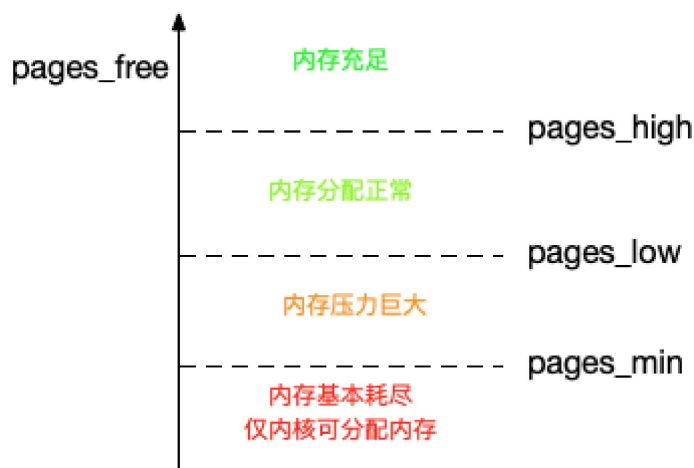 内存充足
pages_free
pages_high
内存分配正常
pages_low
内存压力巨大
pages_min
内存基本耗尽
仅内核可分配内存